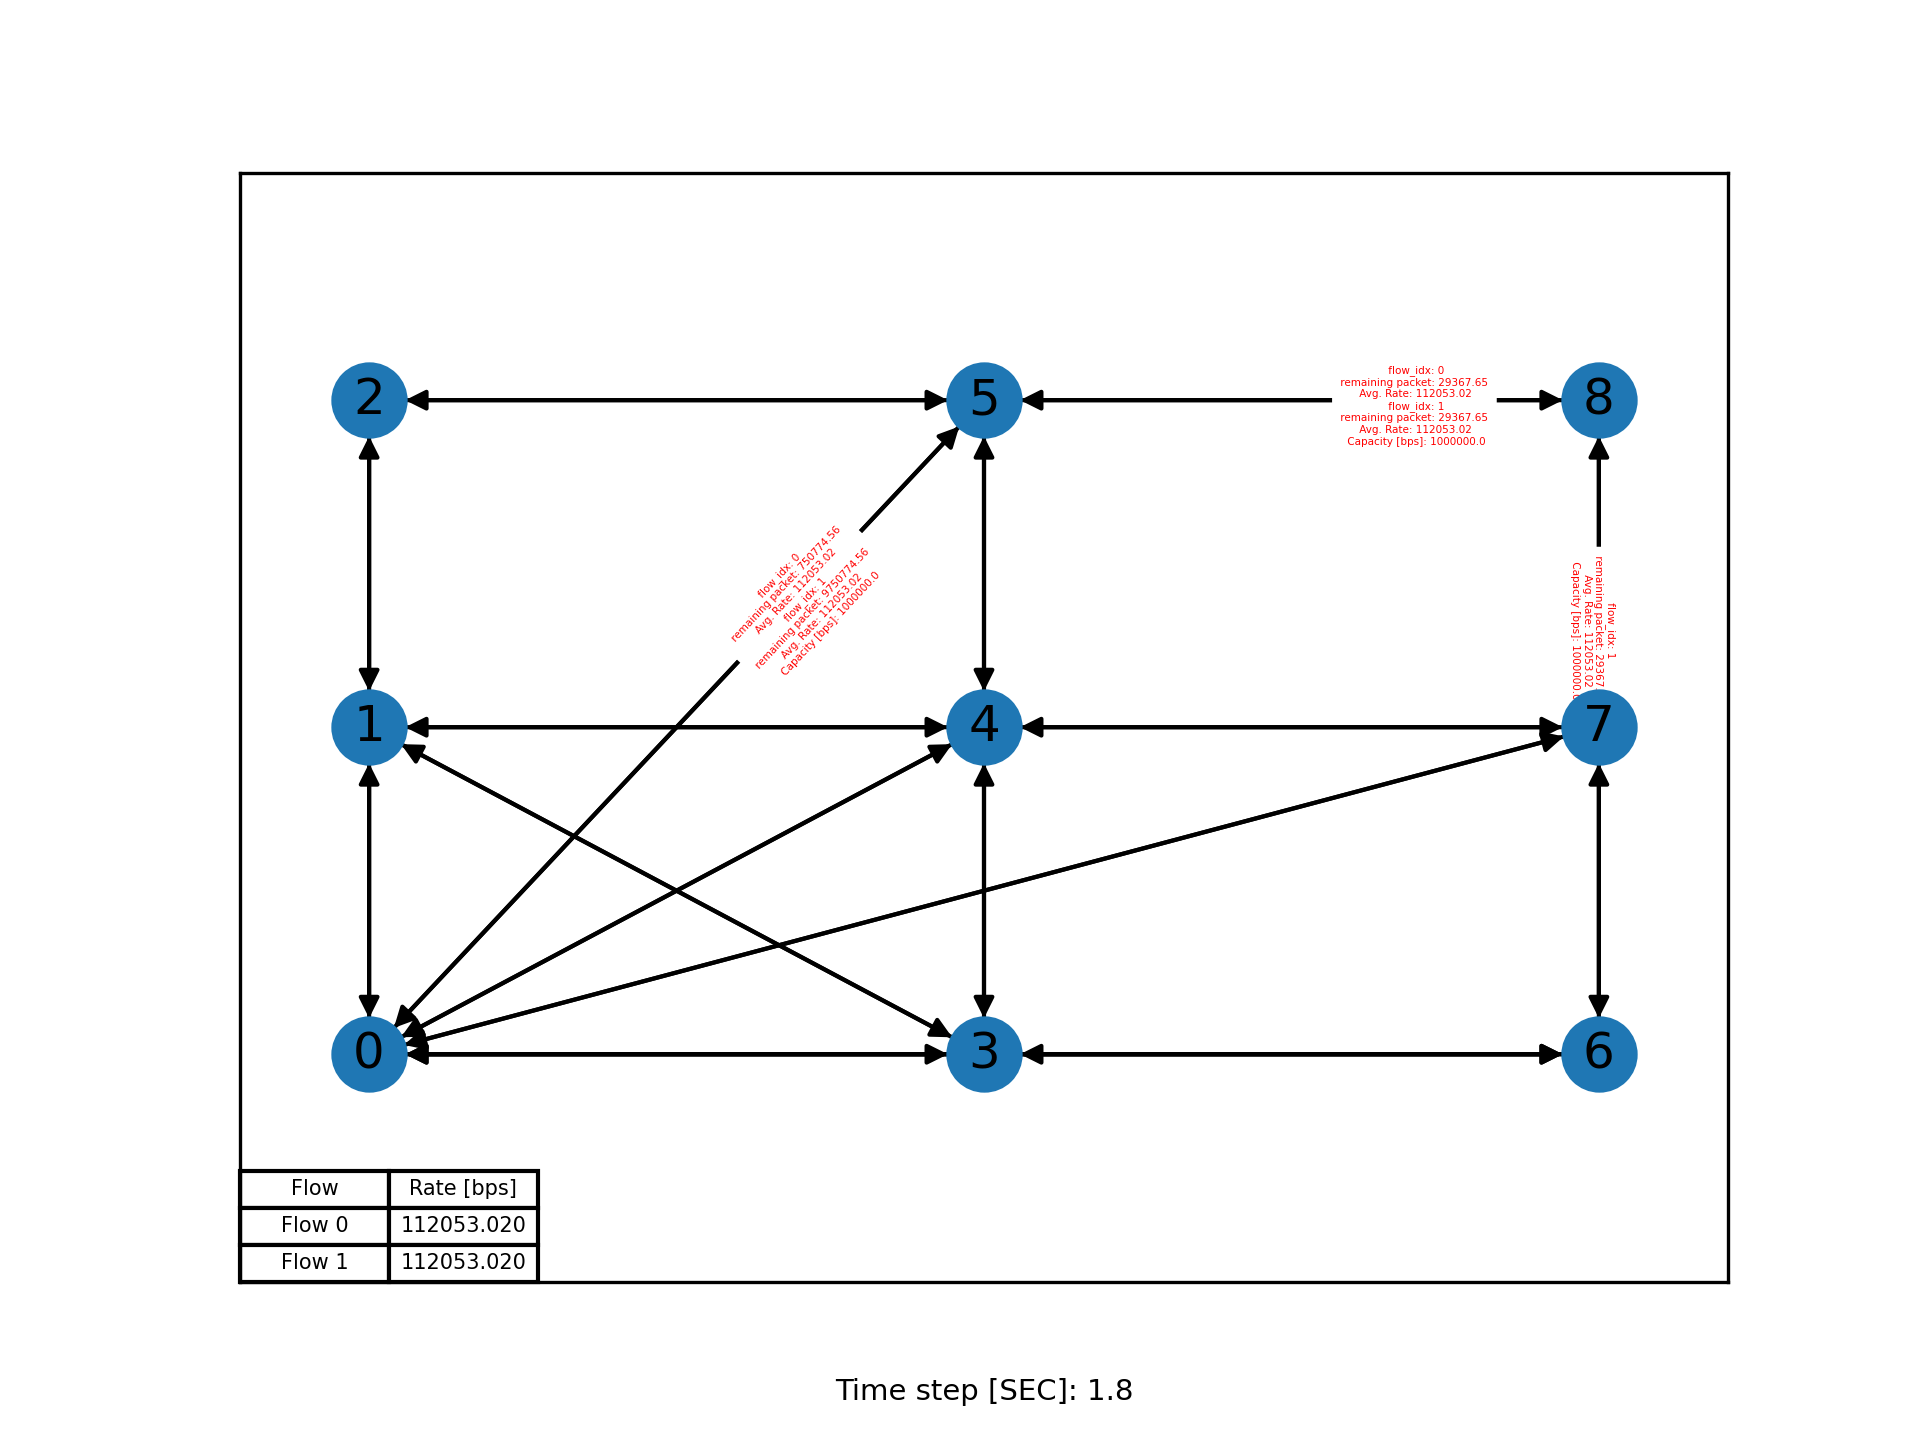 2
5
8
flow_idx: 0
remaining packet: 29367.65
Avg. Rate: 112053.02
flow_idx: 1
remaining packet: 29367.65
Avg. Rate: 112053.02
Capacity [bps]: 1000000.0
flow_idx: 0
remaining packet: 750774.56
Avg. Rate: 112053.02
flow_idx: 1
remaining packet: 9750774.56
Avg. Rate: 112053.02
Capacity [bps]: 1000000.0
flow_idx: 1
remaining packet: 29367
Avg. Rate: 112053.02
Capacity [bps]: 1000000.0
1
4
7
0
3
6
Flow Rate [bps]
Flow 0 112053.020
Flow 1 112053.020
Time step [SEC]: 1.8